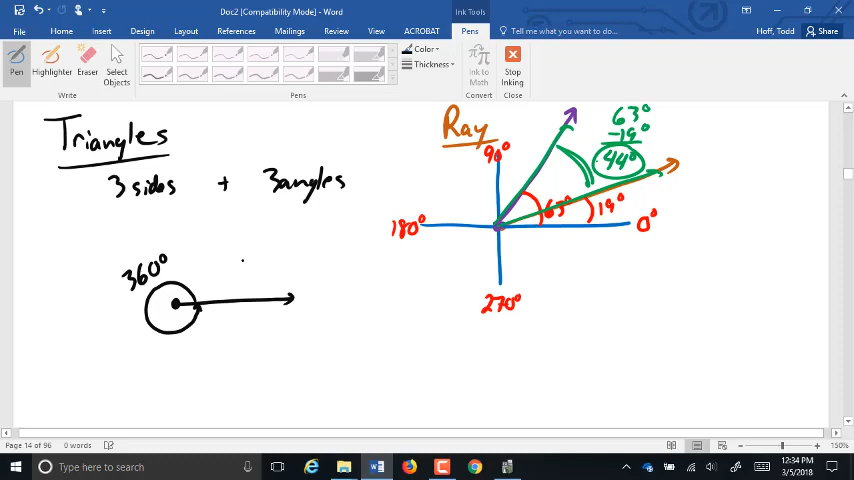 Doc2 [Compatibility Mode] - Word
Ink Tools
File
Home
Insert
Draw
Layout
References
Mailings
Review
View
ACROBAT
Pens
Tell me what you want to do...
Hoff, Todd
Share
Pen
Highlighter
Eraser
Select Objects
Color
Thickness
Ink to Math
Stop Inking
Write
Pens
Convert
Close
Triangles
3 sides + 3 angles
360°
Ray
90°
180°
0°
270°
63°
19°
63°
-19°
44°
Page 14 of 96
0 words
150%
Type here to search
12:34 PM
3/5/2018